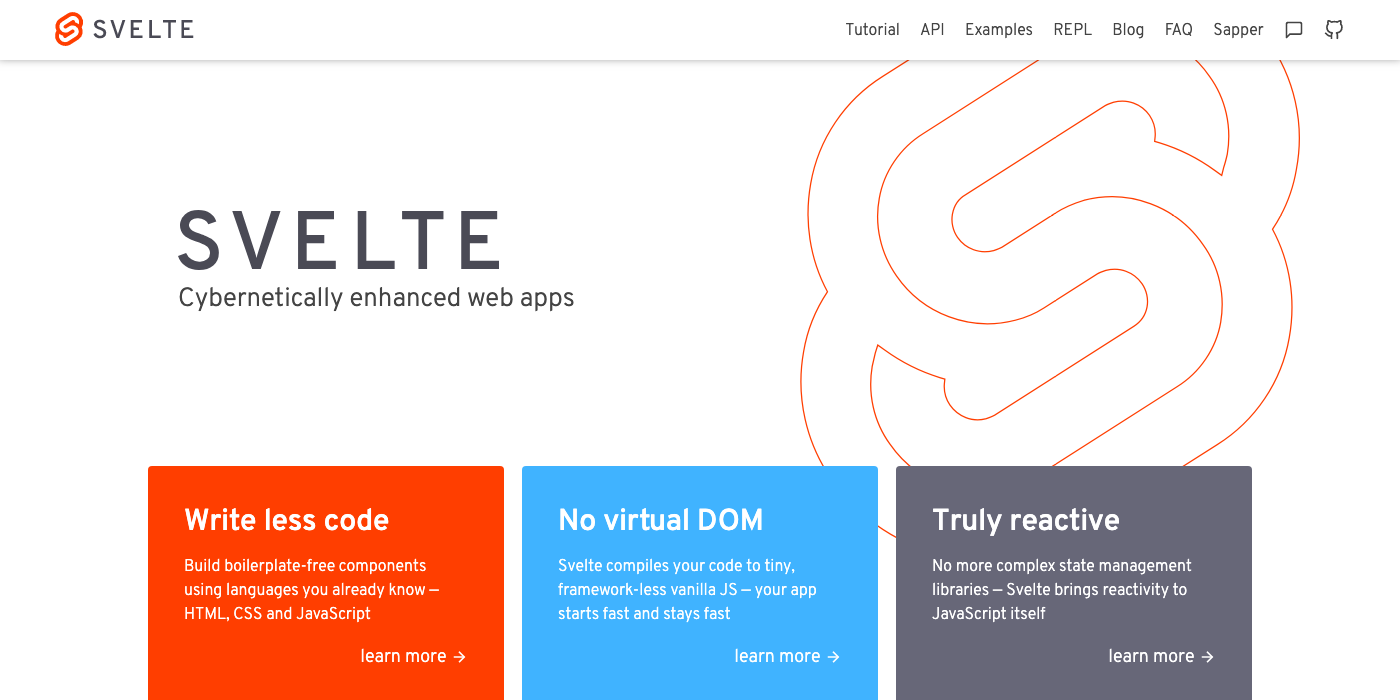 SVELTE
Tutorial API Examples REPL Blog FAQ Sapper
SVELTE
Cybernetically enhanced web apps
Write less code
Build boilerplate-free components
using languages you already know —
HTML, CSS and JavaScript
learn more →
No virtual DOM
Svelte compiles your code to tiny,
framework-less vanilla JS — your app
starts fast and stays fast
learn more →
Truly reactive
No more complex state management
libraries — Svelte brings reactivity to
JavaScript itself
learn more →